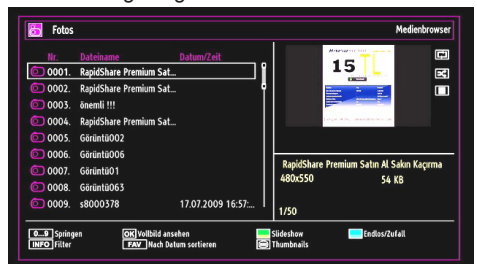 Fotos Medienbrowser
Nr. Dateiname Datum/Zeit
0001. RapidShare Premium Sat...
0002. RapidShare Premium Sat...
0003. önemli !!!
0004. RapidShare Premium Sat...
0005. Görüntü002
0006. Görüntü006
0007. Görüntü01
0008. Görüntü063
0009. s8000378 17.07.2009 16:57:...
15 TL
RapidShare Premium Satın Al Sakın Kaçırma
480x550 54 KB
1/50
0...9 Springen OK Vollbild ansehen Slideshow Endlos/Zufall
INFO Filter FAV Nach Datum sortieren Thumbnails